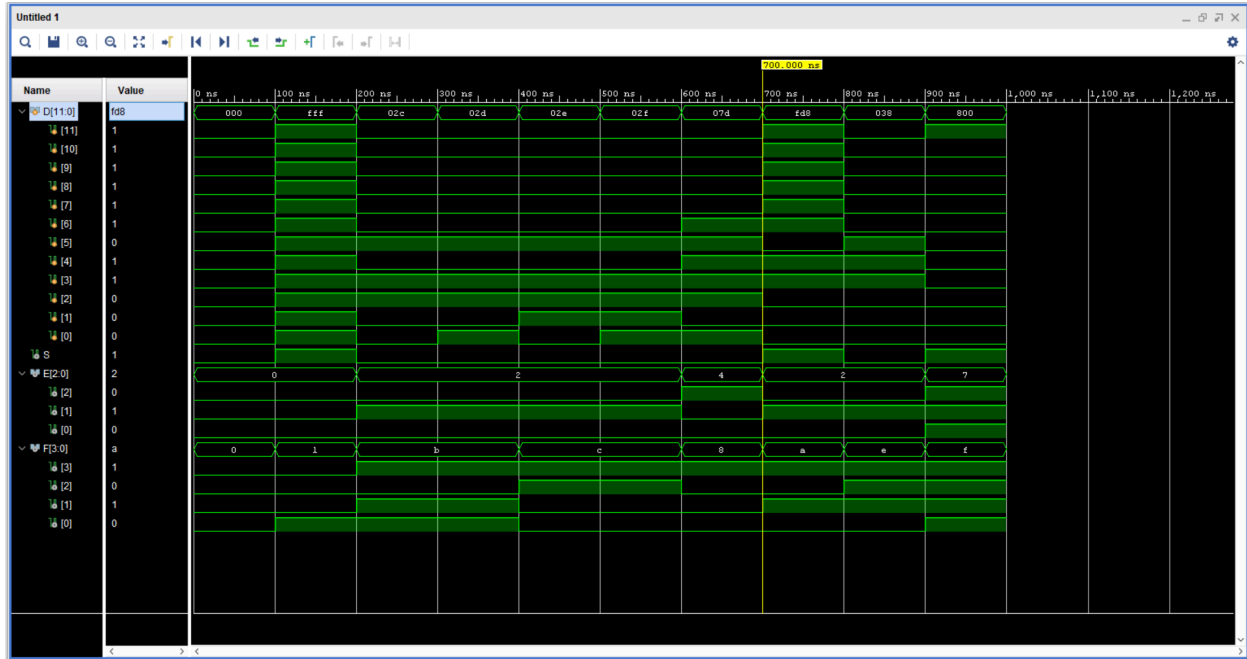 Untitled 1
700.000 ns
Name Value
0 ns 100 ns 200 ns 300 ns 400 ns 500 ns 600 ns 700 ns 800 ns 900 ns 1,000 ns 1,100 ns 1,200 ns
D[11:0] fd8 000 fff 02c 02d 02e 02f 07d fd8 038 800
[11] 1
[10] 1
[9] 1
[8] 1
[7] 1
[6] 1
[5] 0
[4] 1
[3] 1
[2] 0
[1] 0
[0] 0
S 1
E[2:0] 2 0 2 4 2 7
[2] 0
[1] 1
[0] 0
F[3:0] a 0 1 b c 8 a e f
[3] 1
[2] 0
[1] 1
[0] 0